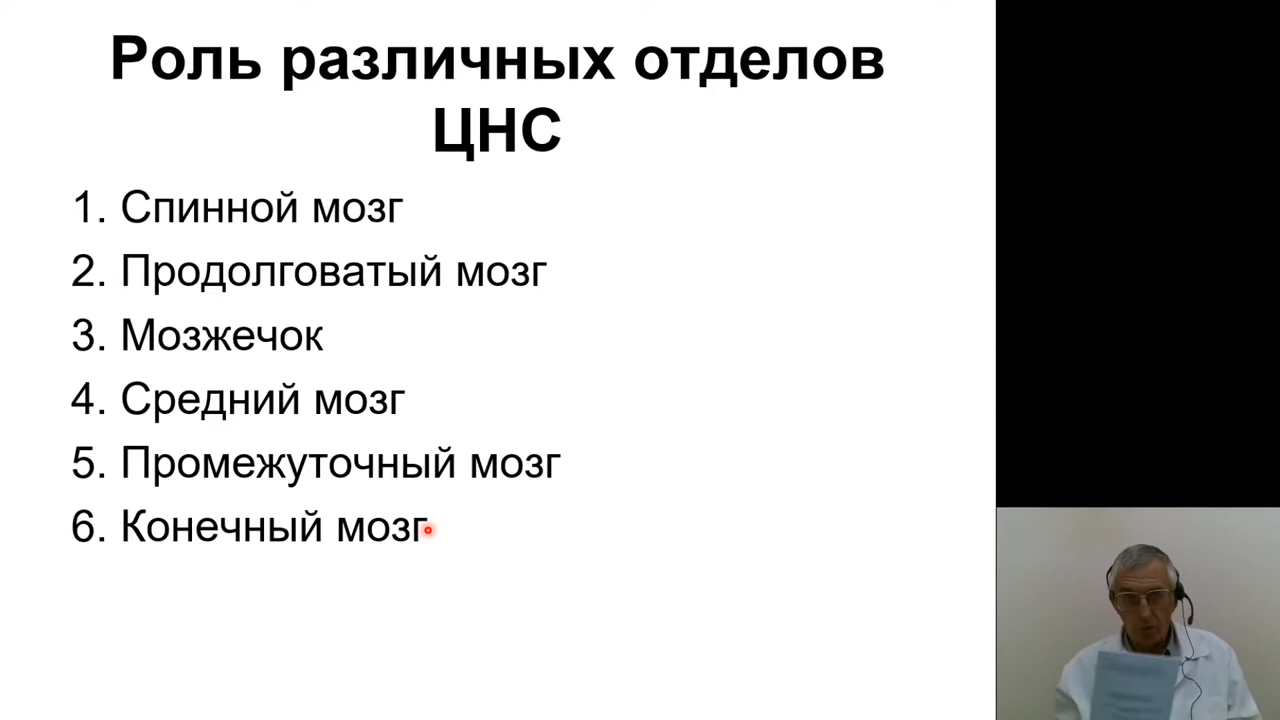 Роль различных отделов
ЦНС
1. Спинной мозг
2. Продолговатый мозг
3. Мозжечок
4. Средний мозг
5. Промежуточный мозг
6. Конечный мозг